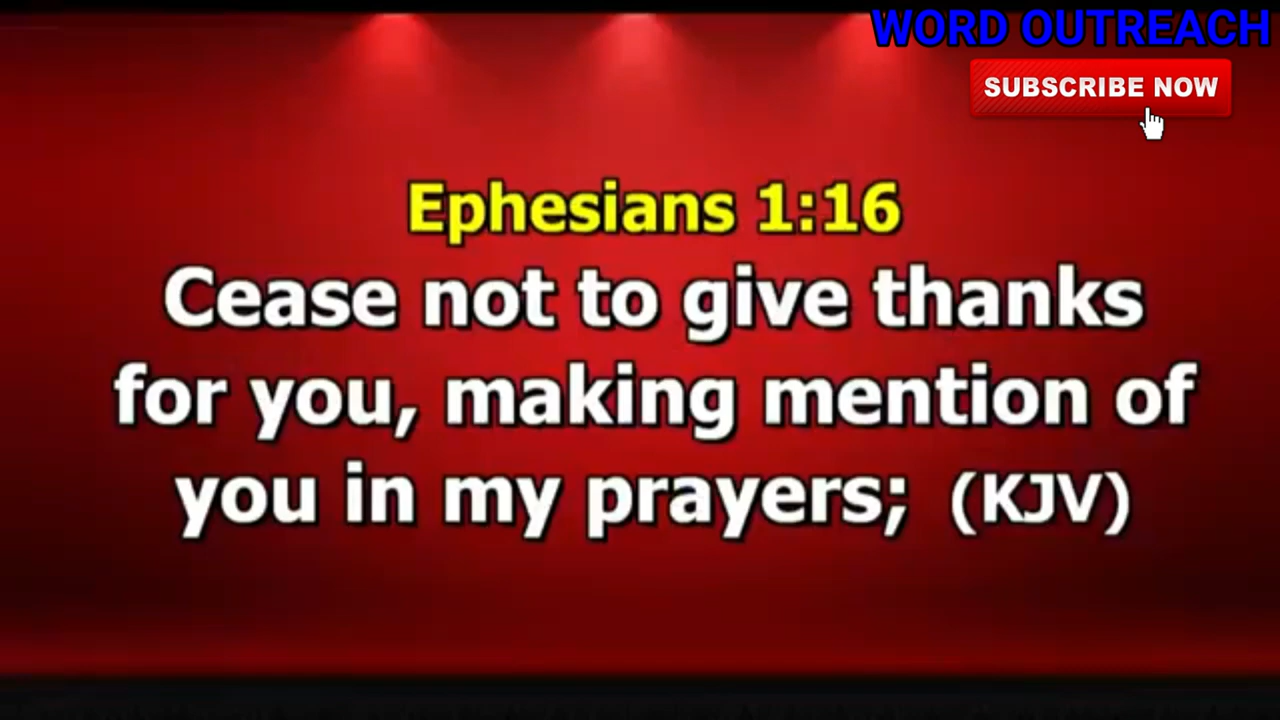 WORD OUTREACH
SUBSCRIBE NOW
Ephesians 1:16
Cease not to give thanks
for you, making mention of
you in my prayers; (KJV)